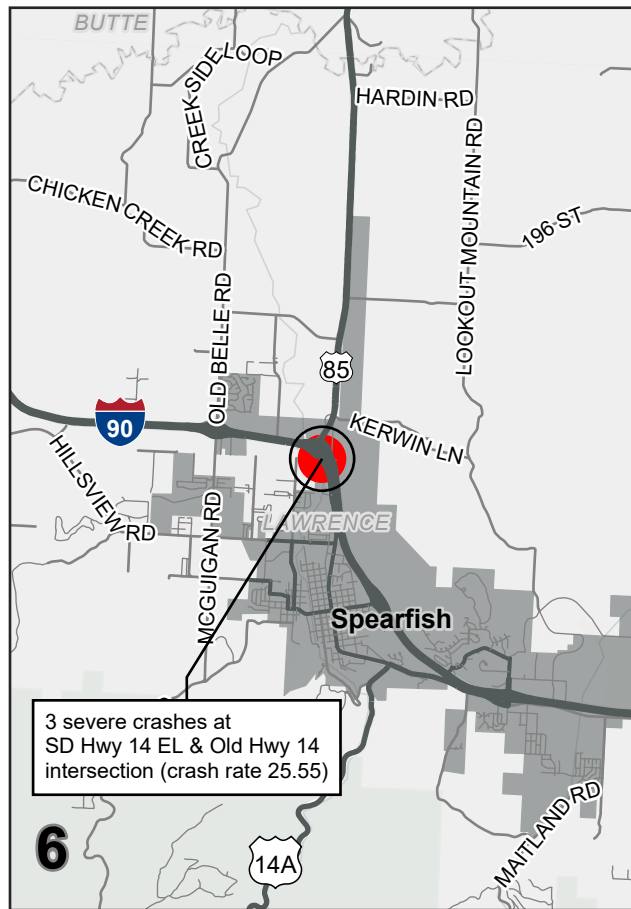 BUTTE
CREEK-SIDE LOOP
HARDIN RD
LOOKOUT MOUNTAIN RD
CHICKEN CREEK RD
196 ST
OLD BELLE RD
85
90
KERWIN LN
HILLSVIEW RD
LAWRENCE
MCGUIGAN RD
Spearfish
3 severe crashes at
SD Hwy 14 EL & Old Hwy 14
intersection (crash rate 25.55)
6
14A
MAITLAND RD